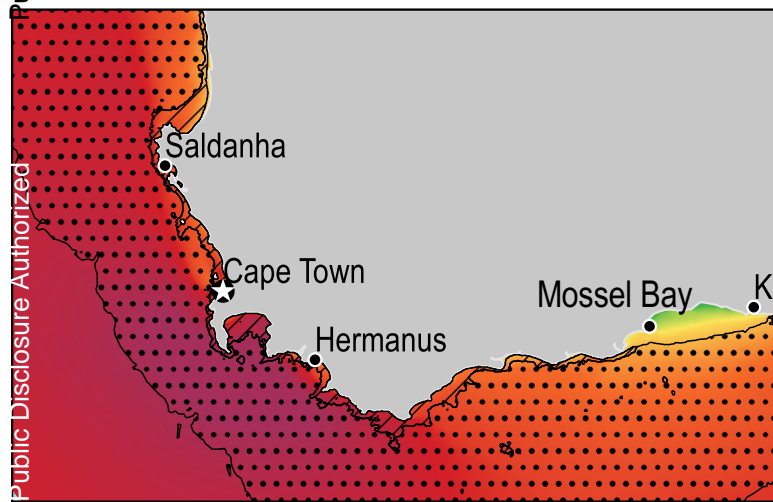 Saldanha
Cape Town
Mossel Bay
K
Hermanus
Public Disclosure Authorized